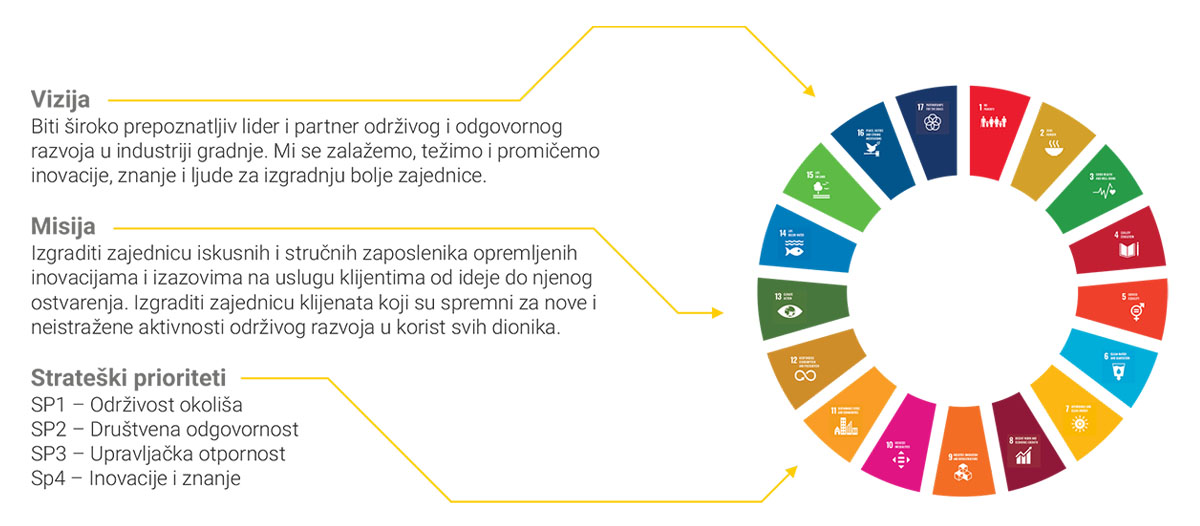 Vizija
Biti široko prepoznatljiv lider i partner održivog i odgovornog
razvoja u industriji gradnje. Mi se zalažemo, težimo i promičemo
inovacije, znanje i ljude za izgradnju bolje zajednice.
Misija
Izgraditi zajednicu iskusnih i stručnih zaposlenika opremljenih
inovacijama i izazovima na uslugu klijentima od ideje do njenog
ostvarenja. Izgraditi zajednicu klijenata koji su spremni za nove i
neistražene aktivnosti održivog razvoja u korist svih dionika.
Strateški prioriteti
SP1 – Održivost okoliša
SP2 – Društvena odgovornost
SP3 – Upravljačka otpornost
Sp4 – Inovacije i znanje
1 NO
POVERTY
2 ZERO
HUNGER
3 GOOD HEALTH
AND WELL-BEING
4 QUALITY
EDUCATION
5 GENDER
EQUALITY
6 CLEAN WATER
AND SANITATION
7 AFFORDABLE AND
CLEAN ENERGY
8 DECENT WORK AND
ECONOMIC GROWTH
9 INDUSTRY, INNOVATION
AND INFRASTRUCTURE
10 REDUCED
INEQUALITIES
11 SUSTAINABLE CITIES
AND COMMUNITIES
12 RESPONSIBLE
CONSUMPTION
AND PRODUCTION
13 CLIMATE
ACTION
14 LIFE
BELOW WATER
15 LIFE
ON LAND
16 PEACE, JUSTICE
AND STRONG
INSTITUTIONS
17 PARTNERSHIPS
FOR THE GOALS